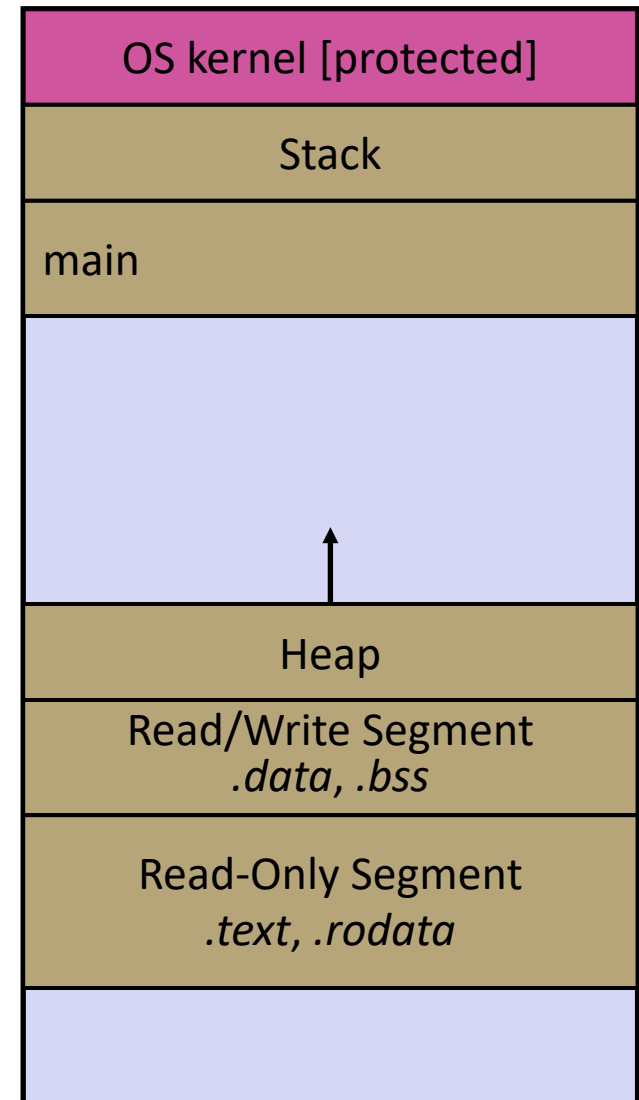 OS kernel [protected]
Stack
main
Heap
Read/Write Segment
.data, .bss
Read-Only Segment
.text, .rodata